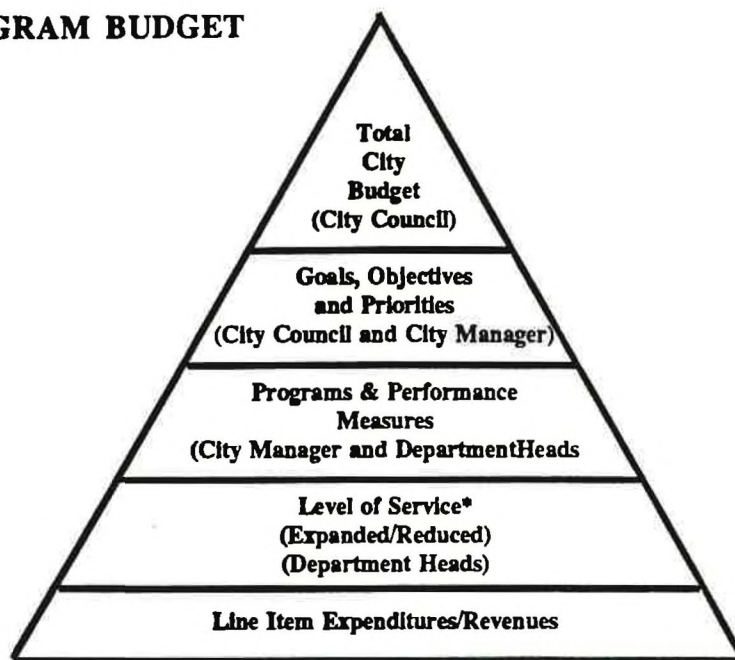 GRAM BUDGET
Total
City
Budget
(City Council)
Goals, Objectives
and Priorities
(City Council and City Manager)
Programs & Performance
Measures
(City Manager and DepartmentHeads
Level of Service*
(Expanded/Reduced)
(Department Heads)
Line Item Expenditures/Revenues